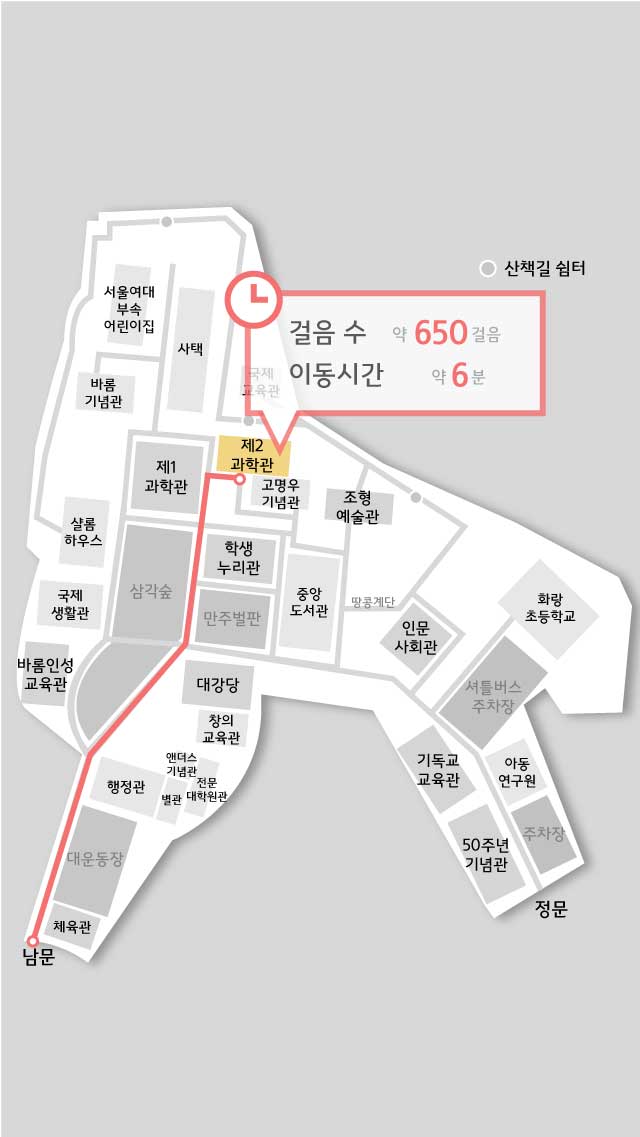 산책길 쉼터
서울여대
부속
어린이집
사택
걸음 수 약 650 걸음
이동시간 약 6 분
국제
교육관
바롬
기념관
제2
과학관
제1
과학관
고명우
기념관
조형
예술관
샬롬
하우스
학생
누리관
삼각숲
중앙
도서관
화랑
초등학교
국제
생활관
만주벌판
땅콩계단
인문
사회관
바롬인성
교육관
대강당
셔틀버스
주차장
창의
교육관
앤더스
기념관
행정관
별관
전문
대학원관
기독교
교육관
아동
연구원
대운동장
50주년
기념관
주차장
체육관
정문
남문